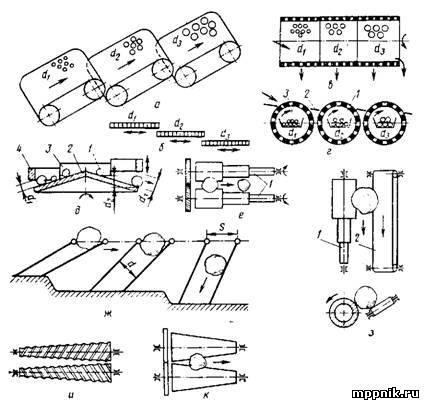 d₁
d₂
d₃
а
d₁ d₂ d₃
в
d₁
d₂
d₃
б
3 2 1
d₁ d₂ d₃
г
4 3 2 1
d₂
д
1
е
S
d
ж
1
2
з
и
к
mppnik.ru